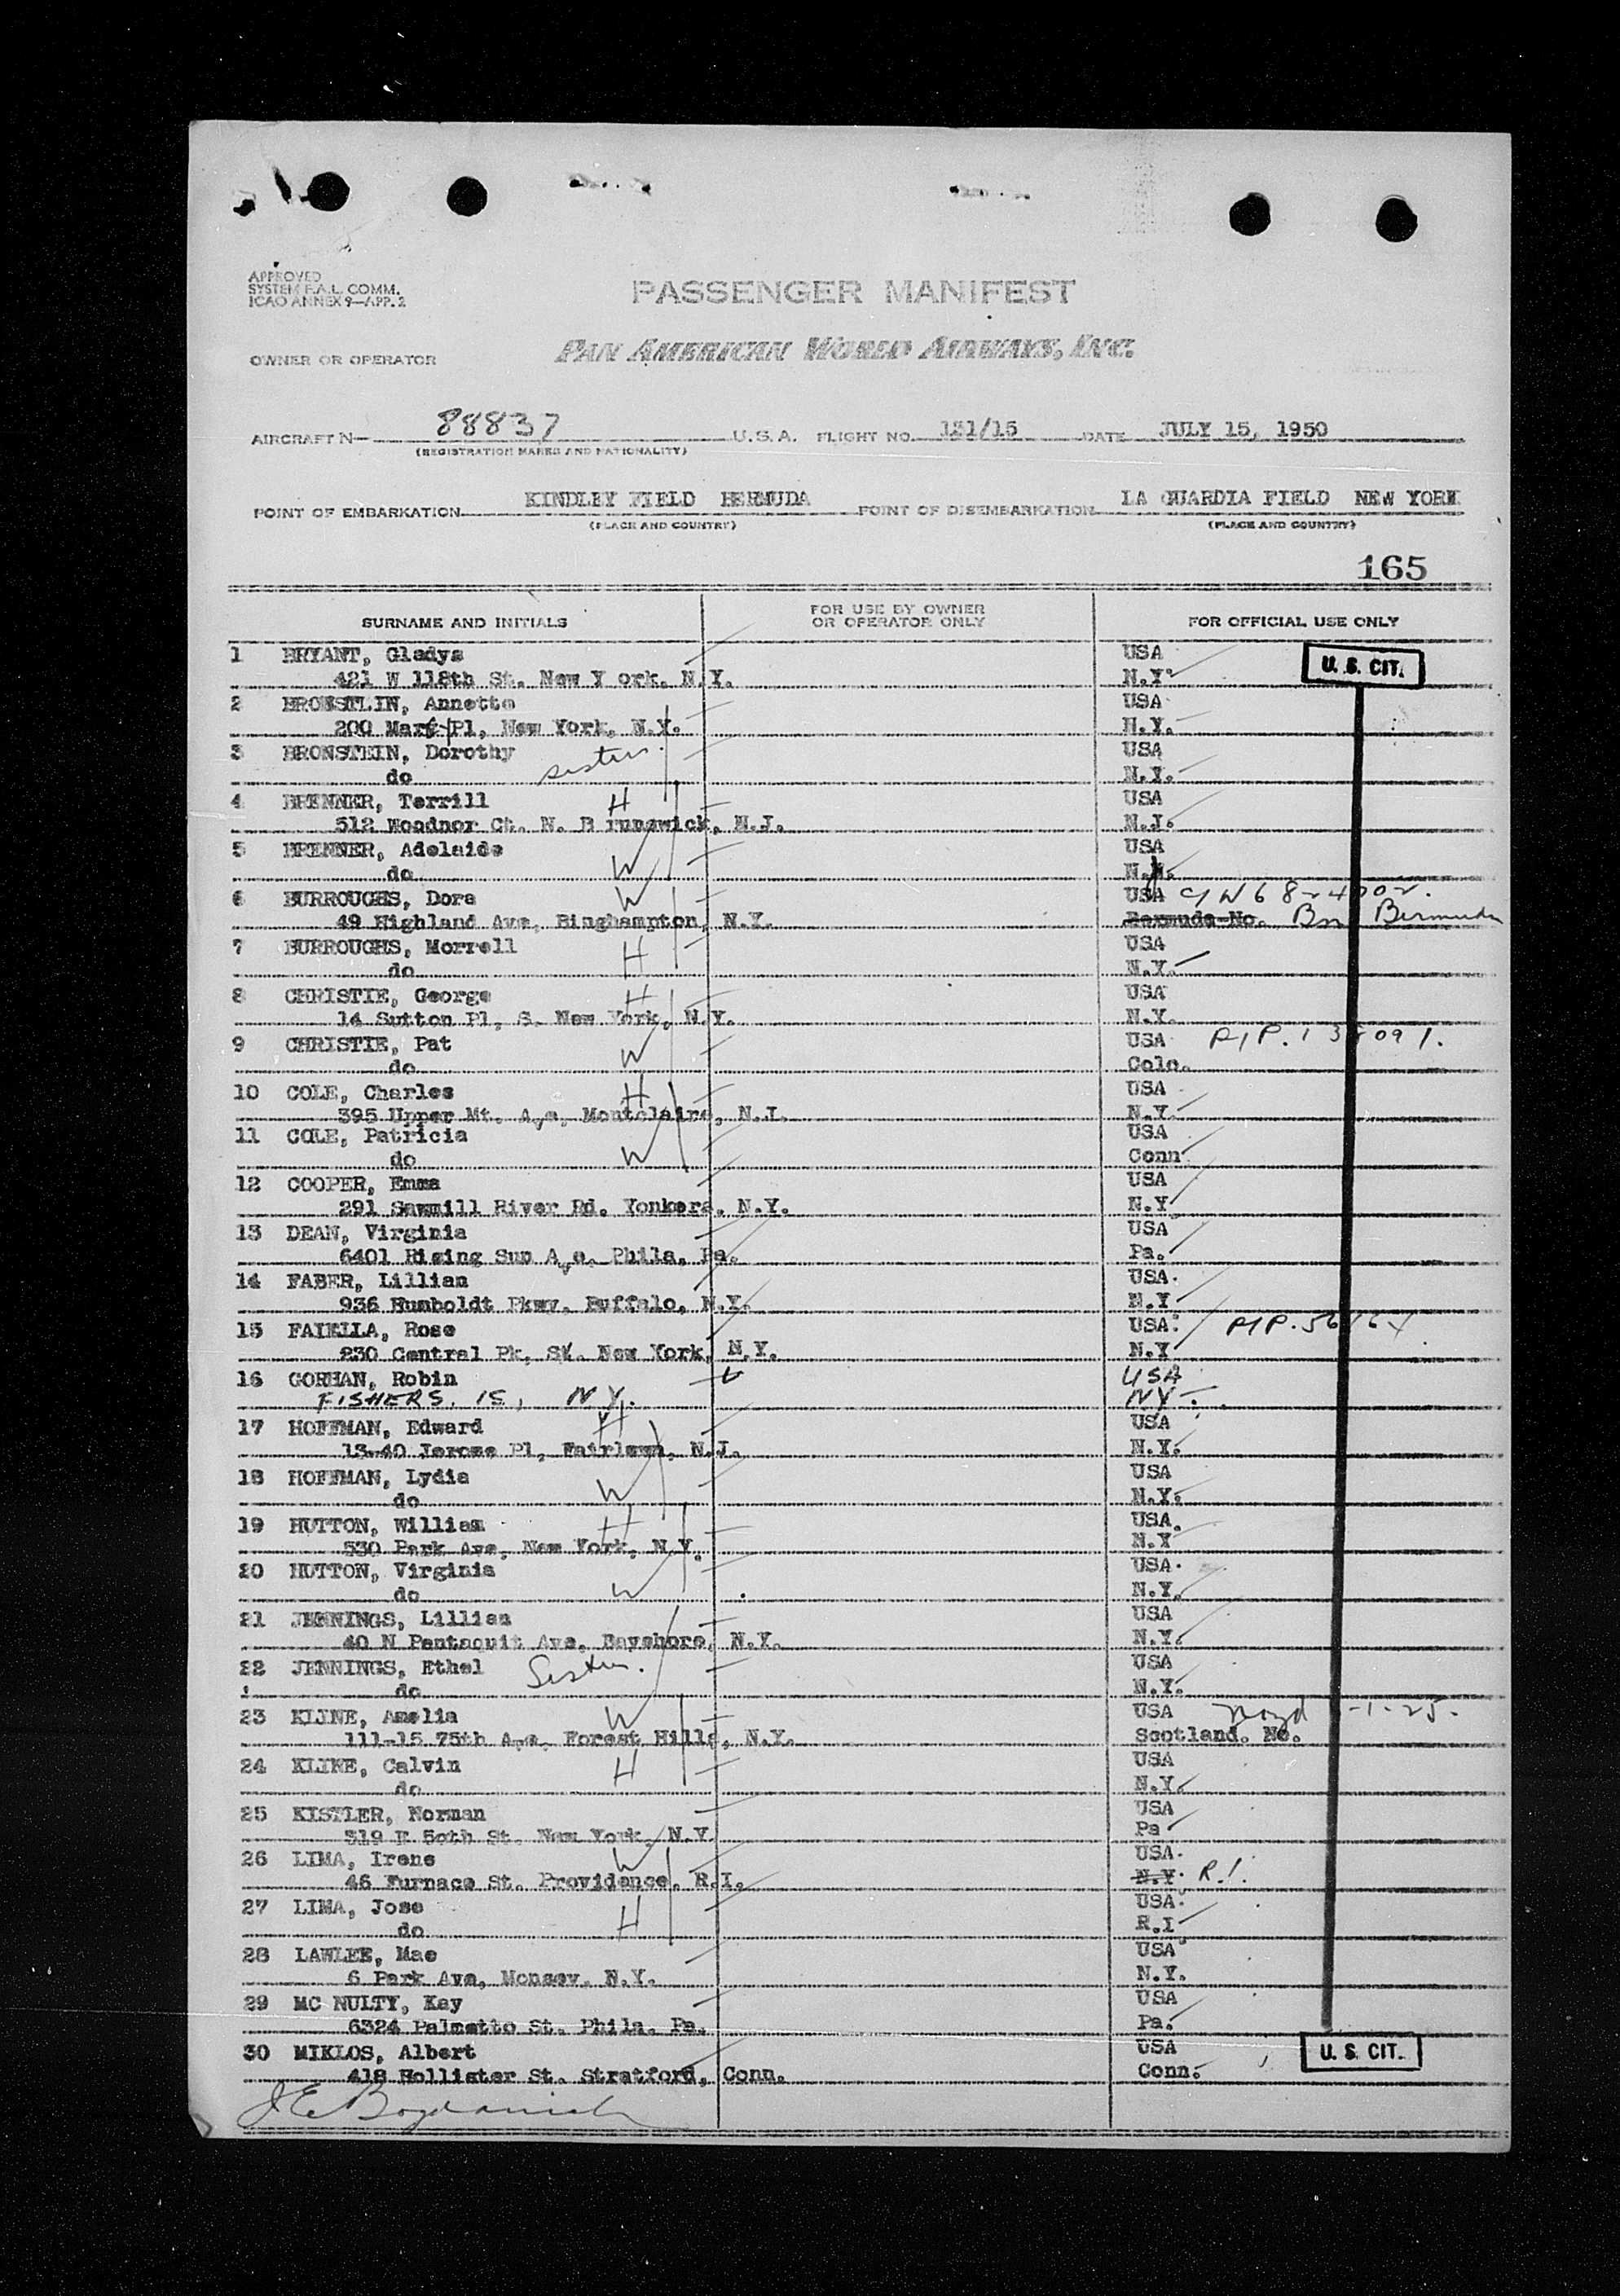 APPROVED
SYSTEM F.A.L. COMM.
ICAO ANNEX 9—APP. 2
PASSENGER MANIFEST
OWNER OR OPERATOR PAN AMERICAN WORLD AIRWAYS, INC.
AIRCRAFT N— 88837 U.S.A. FLIGHT NO. 151/15 DATE JULY 15, 1950
(REGISTRATION MARKS AND NATIONALITY)
POINT OF EMBARKATION KINDLEY FIELD BERMUDA POINT OF DISEMBARKATION LA GUARDIA FIELD NEW YORK
(PLACE AND COUNTRY) (PLACE AND COUNTRY)
165
SURNAME AND INITIALS FOR USE BY OWNER OR OPERATOR ONLY FOR OFFICIAL USE ONLY
1 BRYANT, Gladys USA U.S. CIT.
421 W 118th St. New Y ork, N.Y. N.Y.
2 Annette USA
200 Pl, New York, N.Y. N.Y.
3 BRONSTEIN, Dorothy sister USA
do N.Y.
4 BRENNER, Terrill H USA
512 Woodnor Ct. N. B runswick, N.J. N.J.
5 BRENNER, Adelaide USA
do W
6 BURROUGHS, Dora W USA
49 Highland Ave, Binghampton, N.Y. Bermuda-No. Bermuda
7 BURROUGHS, Morrell USA
do H N.Y.
8 CHRISTIE, George H USA
14 Sutton Pl, S. New York, N.Y. N.Y.
9 CHRISTIE, Pat W USA
do Colo.
10 COLE, Charles H USA
395 Upper Mt. Ave, Montclaire, N.J. N.Y.
11 COLE, Patricia USA
do W Conn
12 COOPER, Emma USA
291 Sawmill River Rd. Yonkers, N.Y. N.Y.
13 DEAN, Virginia USA
6401 Rising Sun Ave, Phila, Pa. Pa.
14 FABER, Lillian USA
936 Humboldt Pkwy. Buffalo, N.Y. N.Y.
15 Rose USA
230 Central Pk, New York, N.Y. N.Y.
16 GORHAN, Robin USA
FISHERS. IS, N.Y. NY
17 HOFFMAN, Edward H USA
13-40 Jerome Pl, Fairlawn, N.J. N.Y.
18 HOFFMAN, Lydia W USA
do N.Y.
19 HUTTON, William H USA.
530 Park Ave, New York, N.Y. N.Y
20 HUTTON, Virginia USA
do W N.Y.
21 JENNINGS, Lillian USA
40 N Pentaquit Ave, Bayshore, N.Y. N.Y.
22 JENNINGS, Ethel Sister. USA
do N.Y.
23 KLINE, Amelia W USA
111-15 75th Ave, Forest Hills, N.Y. Scotland. No.
24 KLINE, Calvin H USA
do N.Y.
25 KISTLER, Norman USA
319 E 50th St. New York, N.Y. Pa
26 LIMA, Irene W USA
46 Furnace St. Providence, R.I. N.Y. R.I.
27 LIMA, Jose H USA
do R.I
28 LAWLEE, Mae USA
6 Park Ave, Monsey, N.Y. N.Y.
29 MC NULTY, Kay USA
6324 Palmetto St. Phila. Pa. Pa.
30 MIKLOS, Albert USA U.S. CIT.
418 Hollister St. Stratford, Conn. Conn.